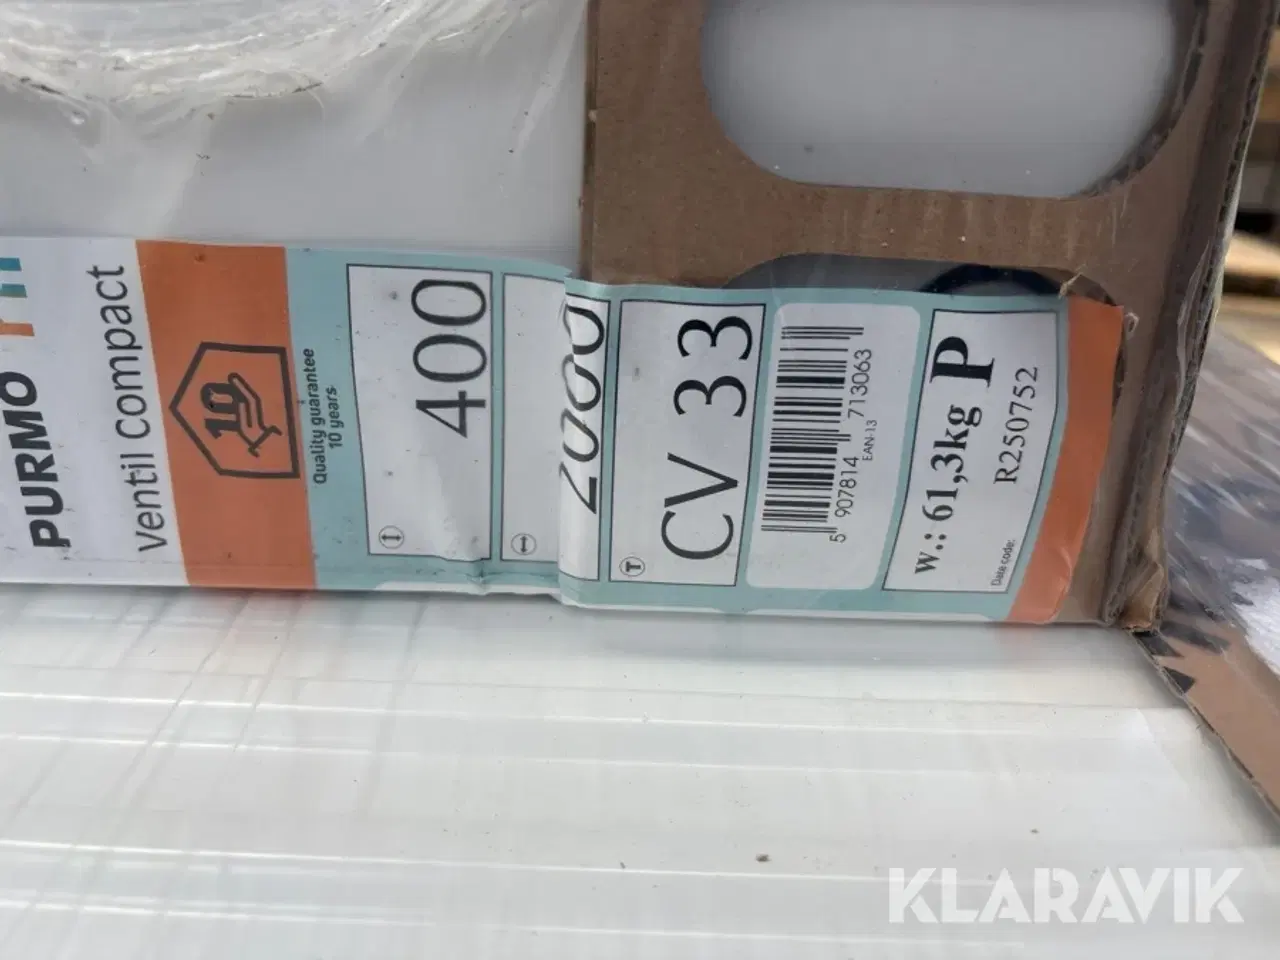 PURMO
Ventil Compact
10
Quality guarantee
10 years
400
2000
T
CV 33
5 907814 713063
EAN-13
w.: 61,3kg P
R250752
Date code:
KLARAVIK